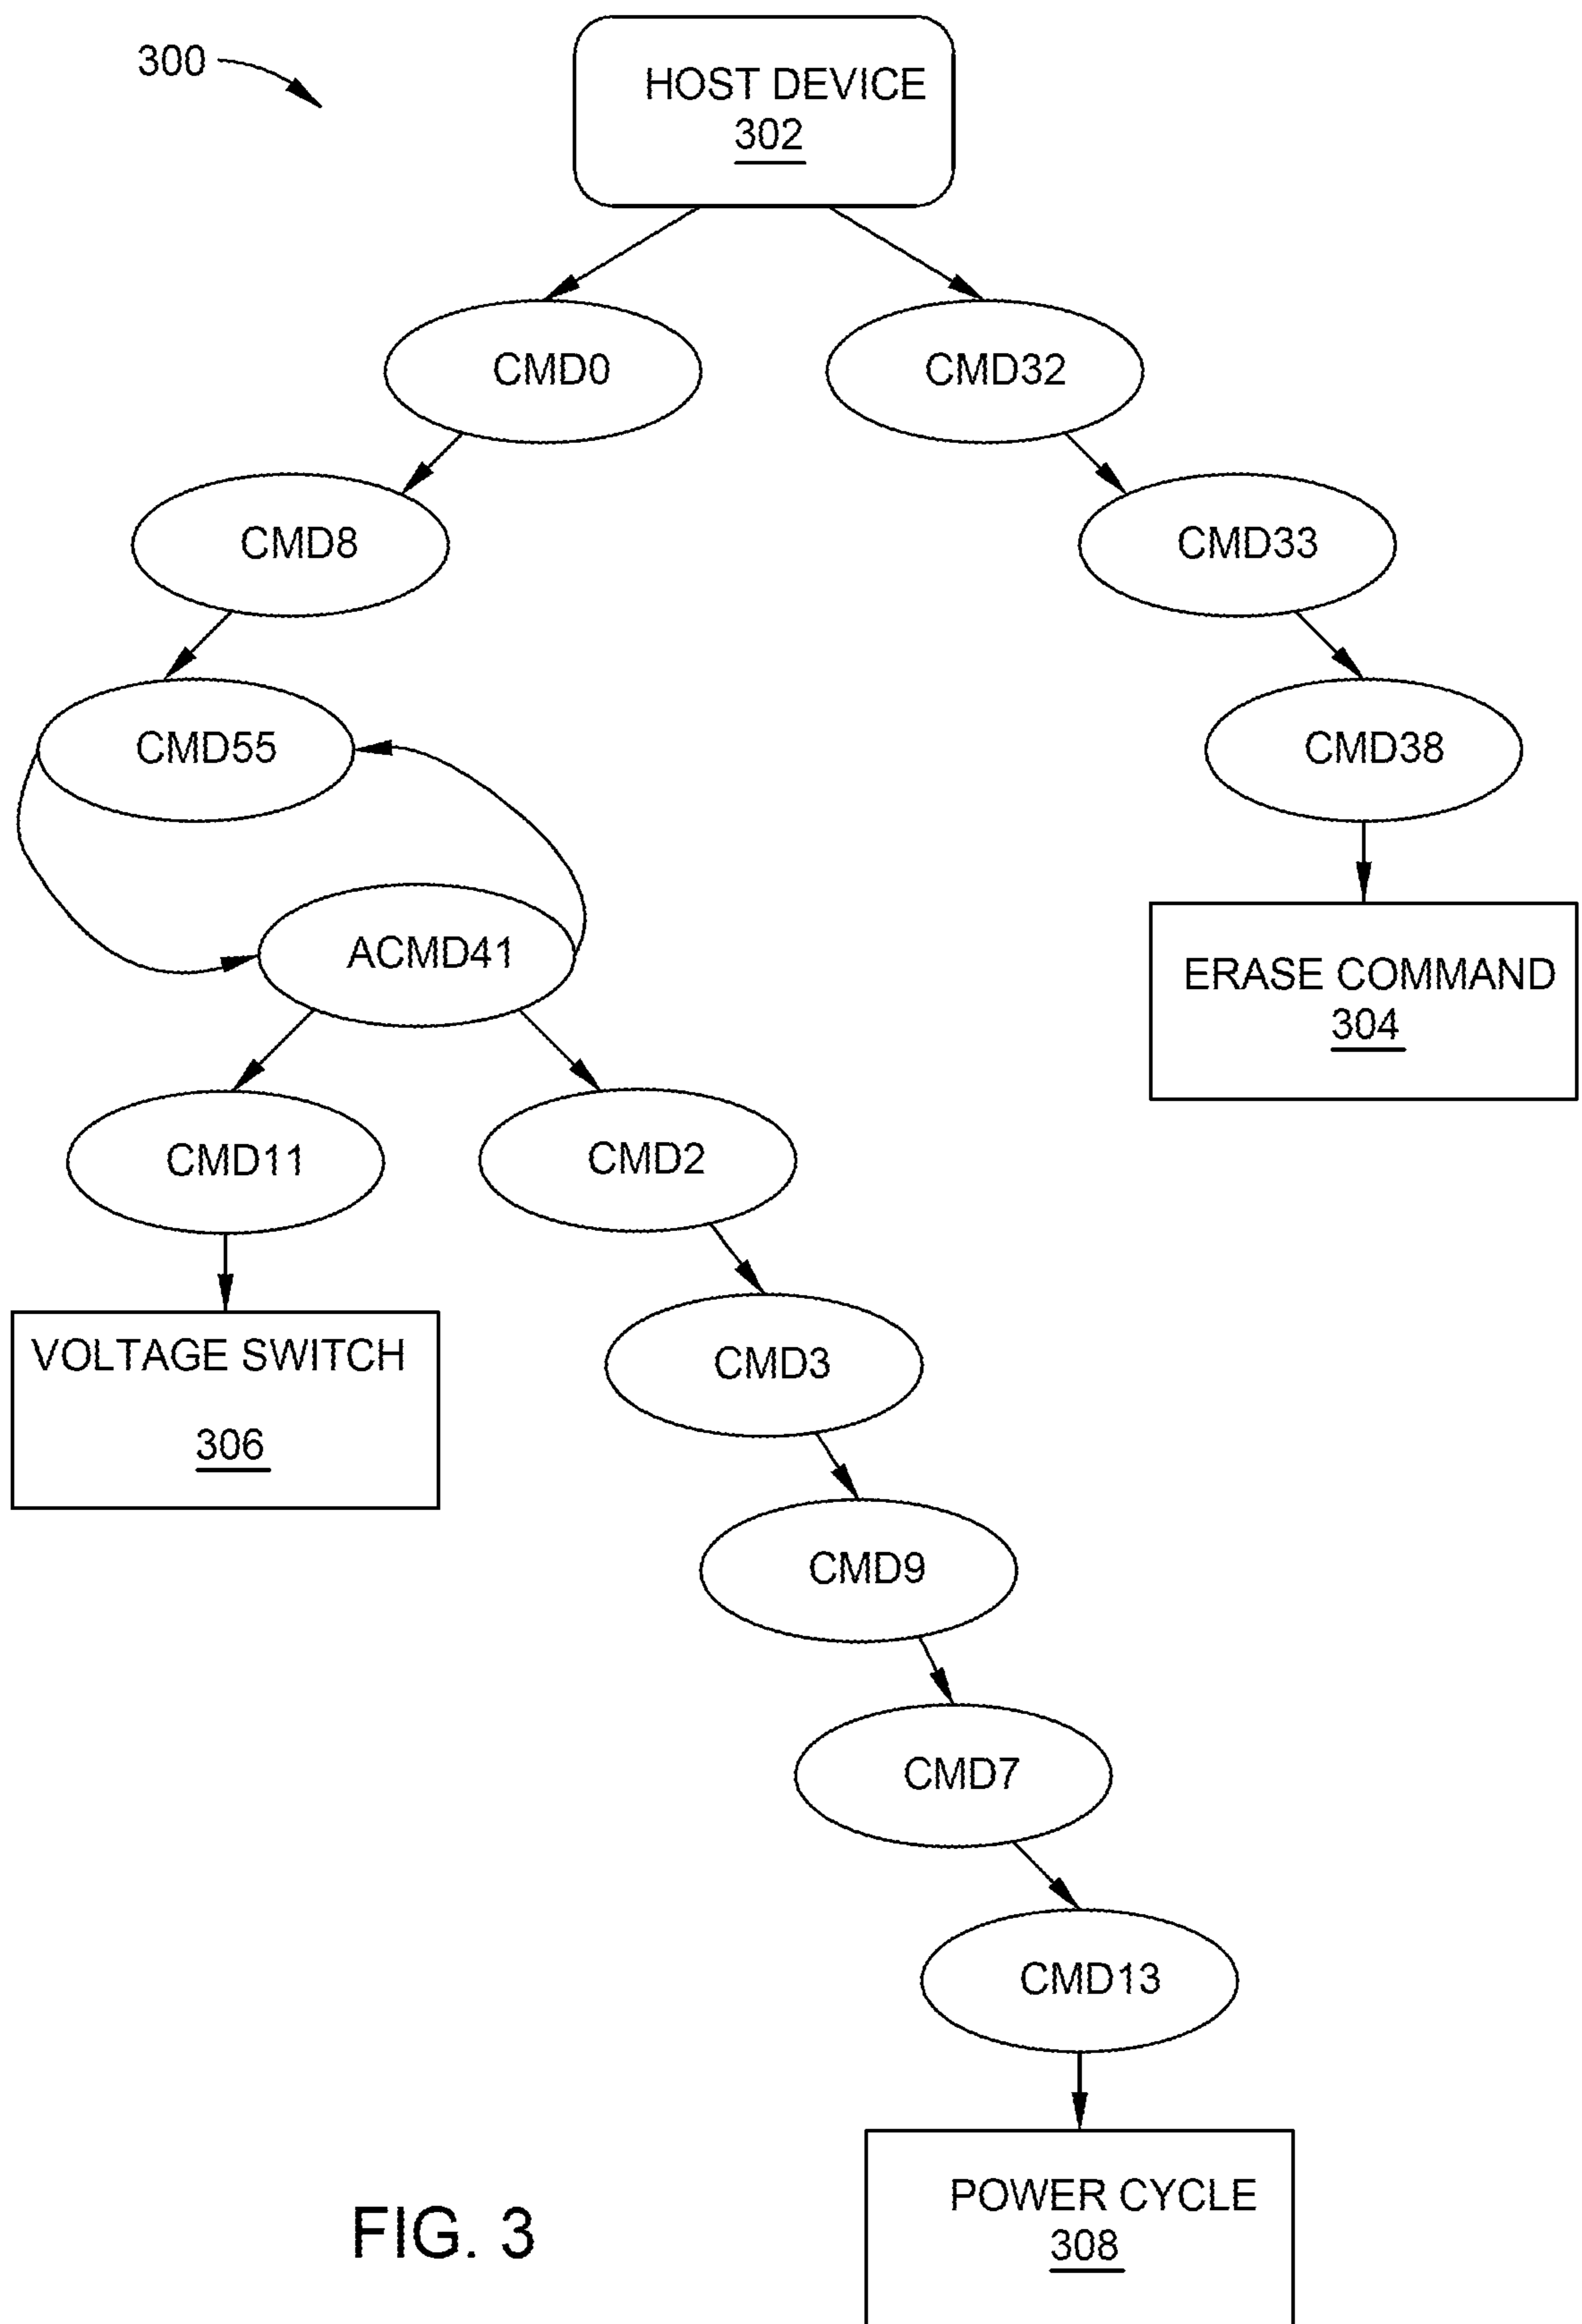 300
HOST DEVICE
302
CMD0
CMD32
CMD8
CMD33
CMD55
CMD38
ACMD41
ERASE COMMAND
304
CMD11
CMD2
VOLTAGE SWITCH
306
CMD3
CMD9
CMD7
CMD13
POWER CYCLE
308
FIG. 3